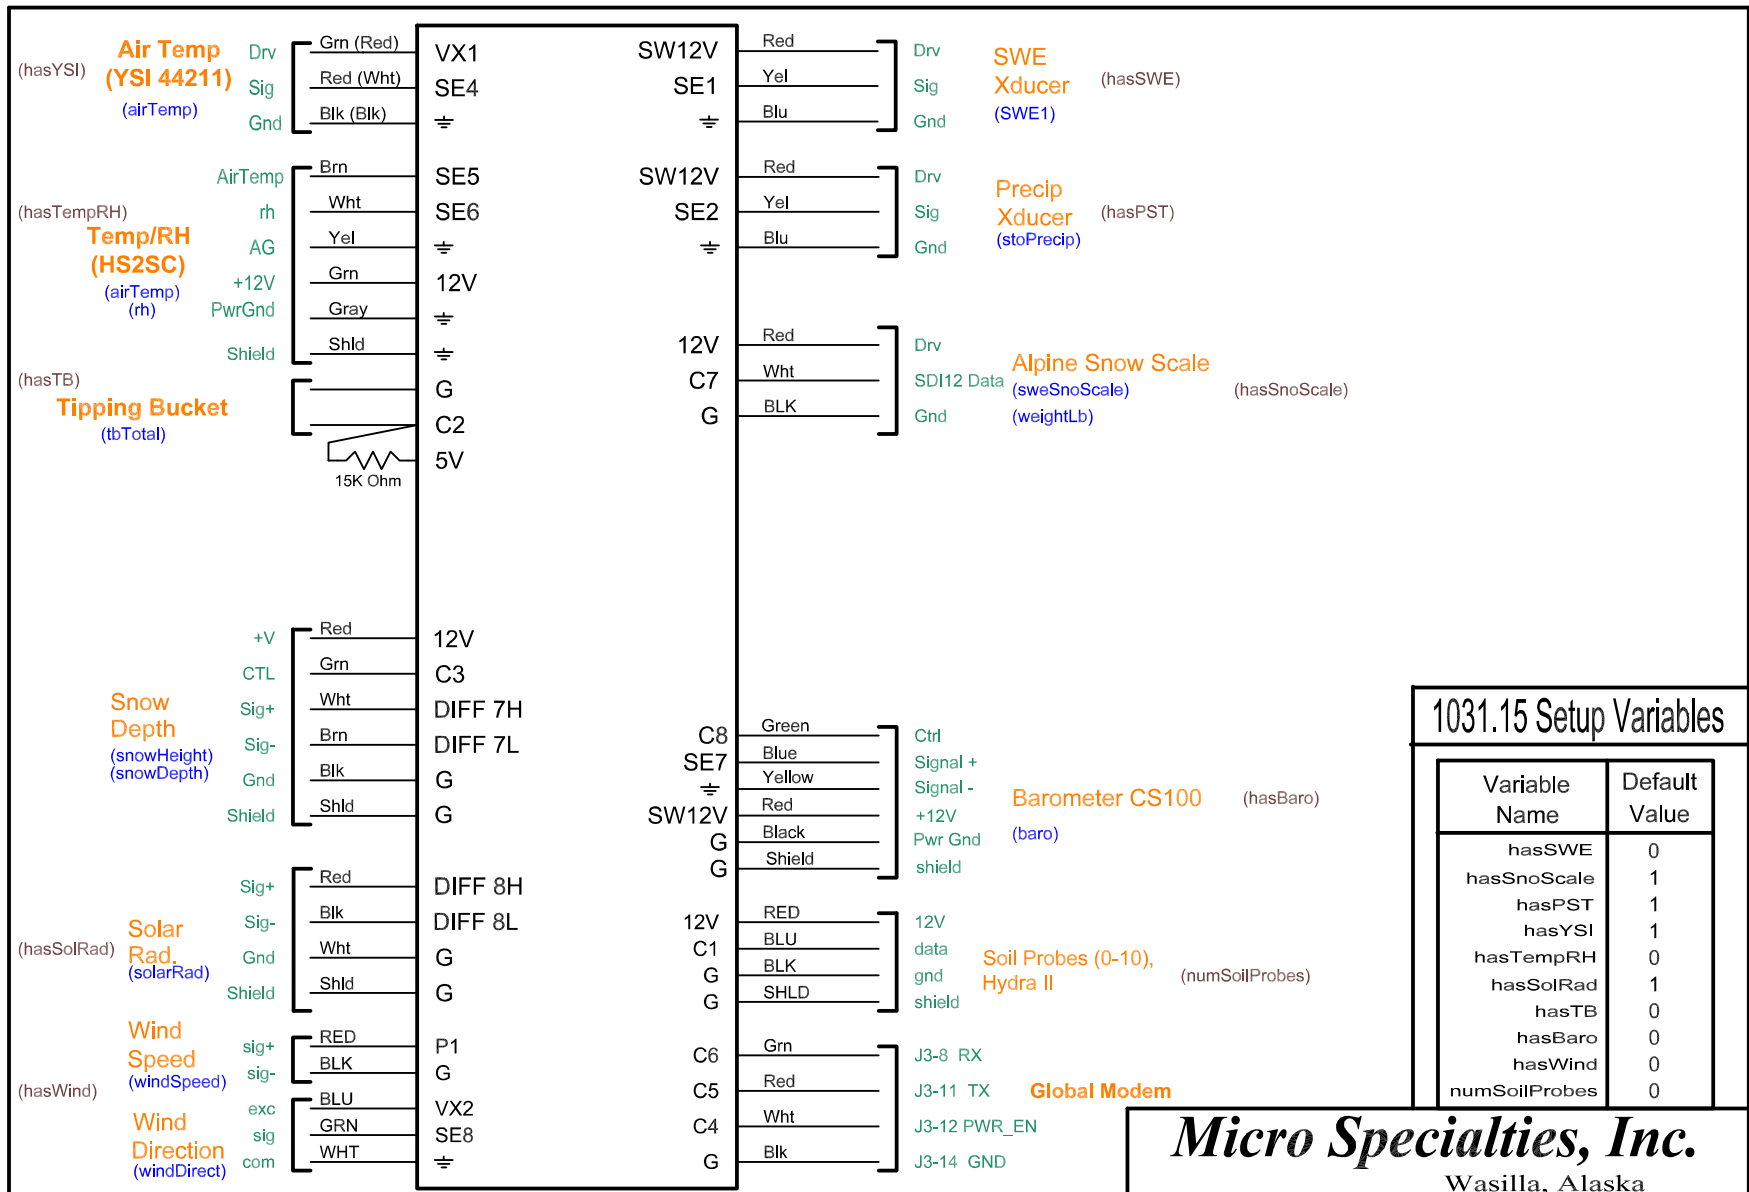 (hasYSI)
Air Temp
(YSI 44211)
(airTemp)
Drv Grn (Red) VX1
Sig Red (Wht) SE4
Gnd Blk (Blk)
(hasTempRH)
Temp/RH
(HS2SC)
(airTemp)
(rh)
AirTemp Brn SE5
rh Wht SE6
AG Yel
+12V Grn 12V
PwrGnd Gray
Shield Shld
(hasTB)
Tipping Bucket
(tbTotal)
G
C2
5V
15K Ohm
Snow
Depth
(snowHeight)
(snowDepth)
+V Red 12V
CTL Grn C3
Sig+ Wht DIFF 7H
Sig- Brn DIFF 7L
Gnd Blk G
Shield Shld G
(hasSolRad)
Solar
Rad.
(solarRad)
Sig+ Red DIFF 8H
Sig- Blk DIFF 8L
Gnd Wht G
Shield Shld G
(hasWind)
Wind
Speed
(windSpeed)
sig+ RED P1
sig- BLK G
Wind
Direction
(windDirect)
exc BLU VX2
sig GRN SE8
com WHT
SW12V Red Drv
SE1 Yel Sig
Blu Gnd
SWE
Xducer
(SWE1)
(hasSWE)
SW12V Red Drv
SE2 Yel Sig
Blu Gnd
Precip
Xducer
(stoPrecip)
(hasPST)
12V Red Drv
C7 Wht SDI12 Data
G BLK Gnd
Alpine Snow Scale
(sweSnoScale)
(weightLb)
(hasSnoScale)
C8 Green Ctrl
SE7 Blue Signal +
Yellow Signal -
SW12V Red +12V
G Black Pwr Gnd
G Shield shield
Barometer CS100
(baro)
(hasBaro)
12V RED 12V
C1 BLU data
G BLK gnd
G SHLD shield
Soil Probes (0-10),
Hydra II
(numSoilProbes)
C6 Grn J3-8 RX
C5 Red J3-11 TX
C4 Wht J3-12 PWR_EN
G Blk J3-14 GND
Global Modem
1031.15 Setup Variables
Variable Name Default Value
hasSWE 0
hasSnoScale 1
hasPST 1
hasYSI 1
hasTempRH 0
hasSolRad 1
hasTB 0
hasBaro 0
hasWind 0
numSoilProbes 0
Micro Specialties, Inc.
Wasilla, Alaska